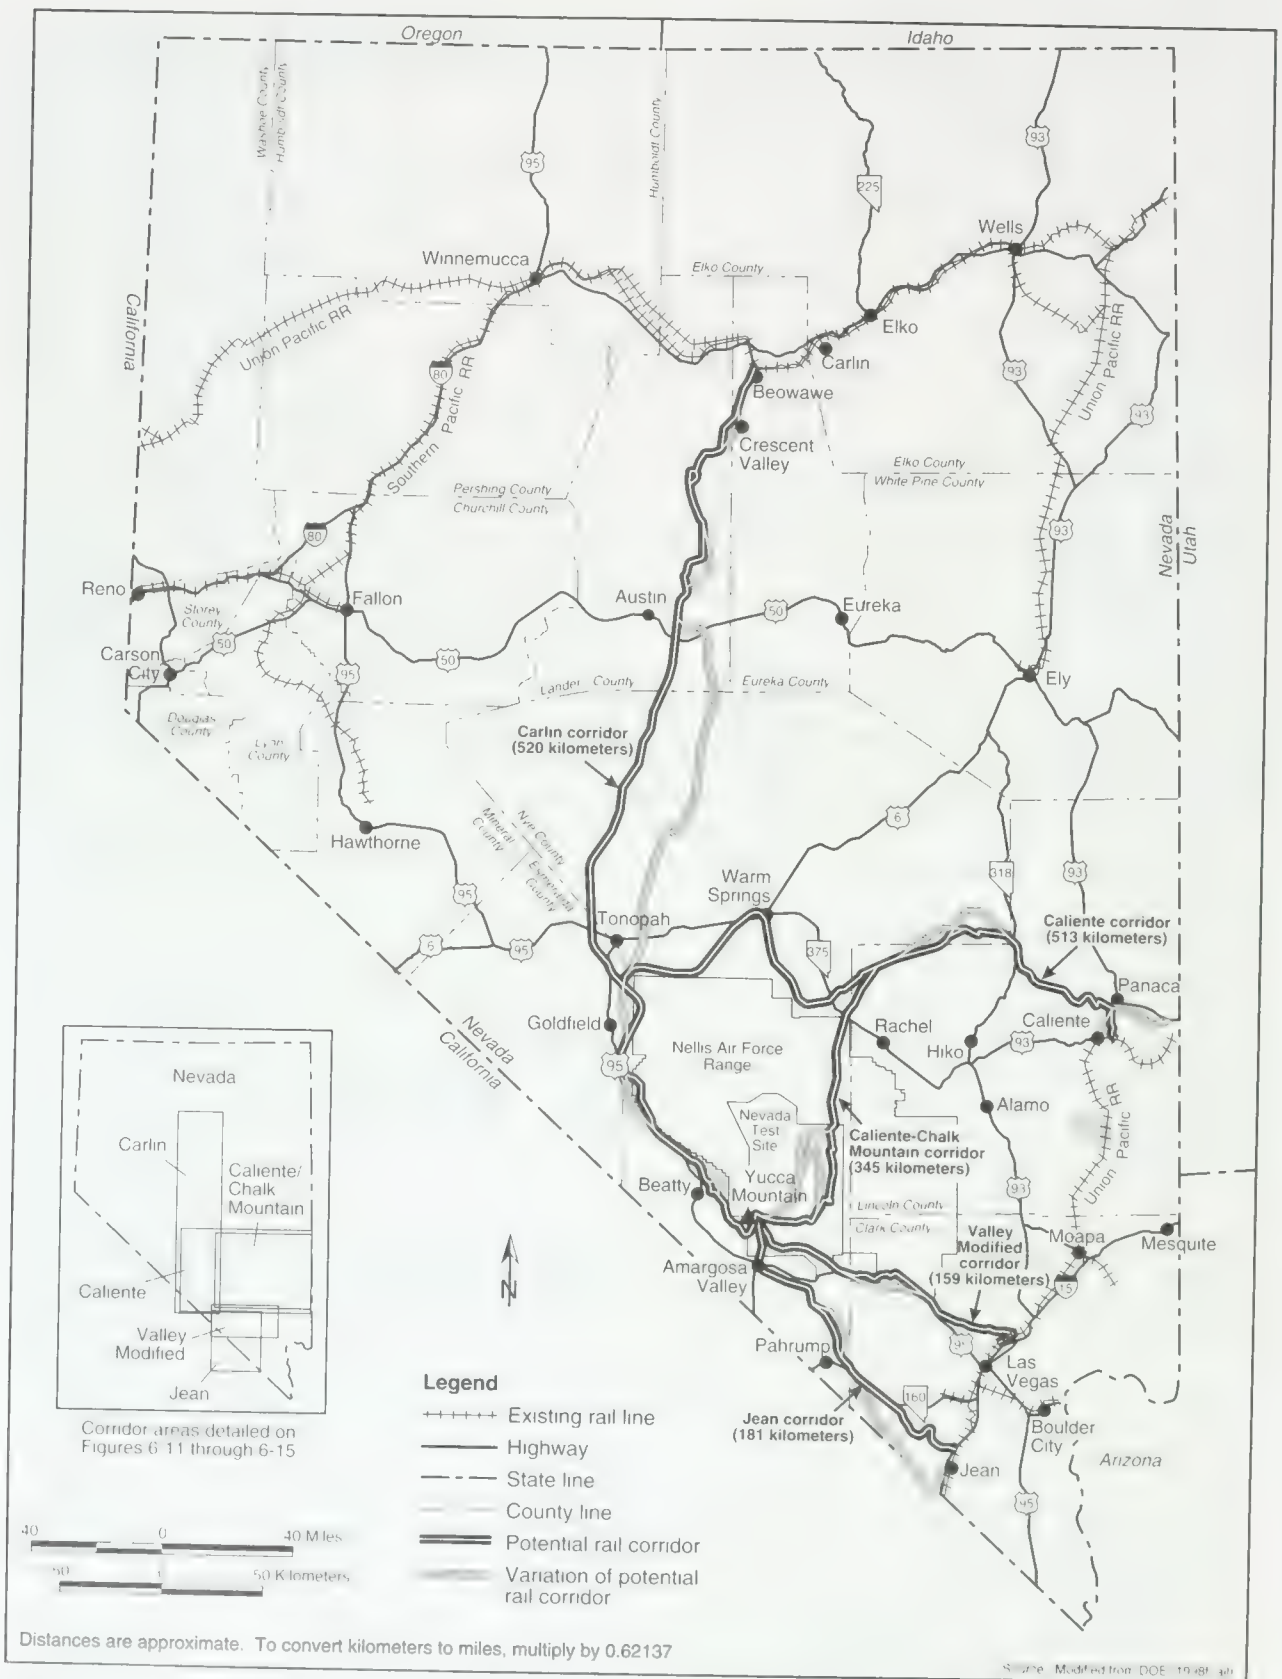 Oregon
Idaho
Washoe County
Humboldt County
Humboldt County
95
225
93
Wells
Winnemucca
Elko County
California
Union Pacific RR
Elko
Carlin
Beowawe
80
Southern Pacific RR
93
Union Pacific RR
93
Crescent
Valley
Elko County
White Pine County
Pershing County
Churchill County
80
93
Nevada
Utah
Reno
Storey
County
Fallon
Austin
50
Eureka
50
Carson
City
95
50
Ely
Lander County
Eureka County
Douglas
County
Lyon
County
Carlin corridor
(520 kilometers)
Hawthorne
Nye County
Mineral
County
Esmeralda
County
6
318
93
Warm
Springs
95
Tonopah
6
95
375
Caliente corridor
(513 kilometers)
Panaca
Goldfield
Nevada
California
Rachel
Hiko
93
Caliente
Nellis Air Force
Range
95
Nevada
Test
Site
Alamo
Caliente-Chalk
Mountain corridor
(345 kilometers)
Union Pacific RR
Beatty
Yucca
Mountain
93
Lincoln County
Clark County
Valley
Modified
corridor
(159 kilometers)
Moapa
Mesquite
Amargosa
Valley
15
N
Pahrump
95
Las
Vegas
160
Jean corridor
(181 kilometers)
Boulder
City
Arizona
Jean
95
Nevada
Carlin
Caliente/
Chalk
Mountain
Caliente
Valley
Modified
Jean
Corridor areas detailed on
Figures 6-11 through 6-15
Legend
Existing rail line
Highway
State line
County line
Potential rail corridor
Variation of potential
rail corridor
40 0 40 Miles
50 Kilometers
Distances are approximate. To convert kilometers to miles, multiply by 0.62137
Source: Modified from DOE